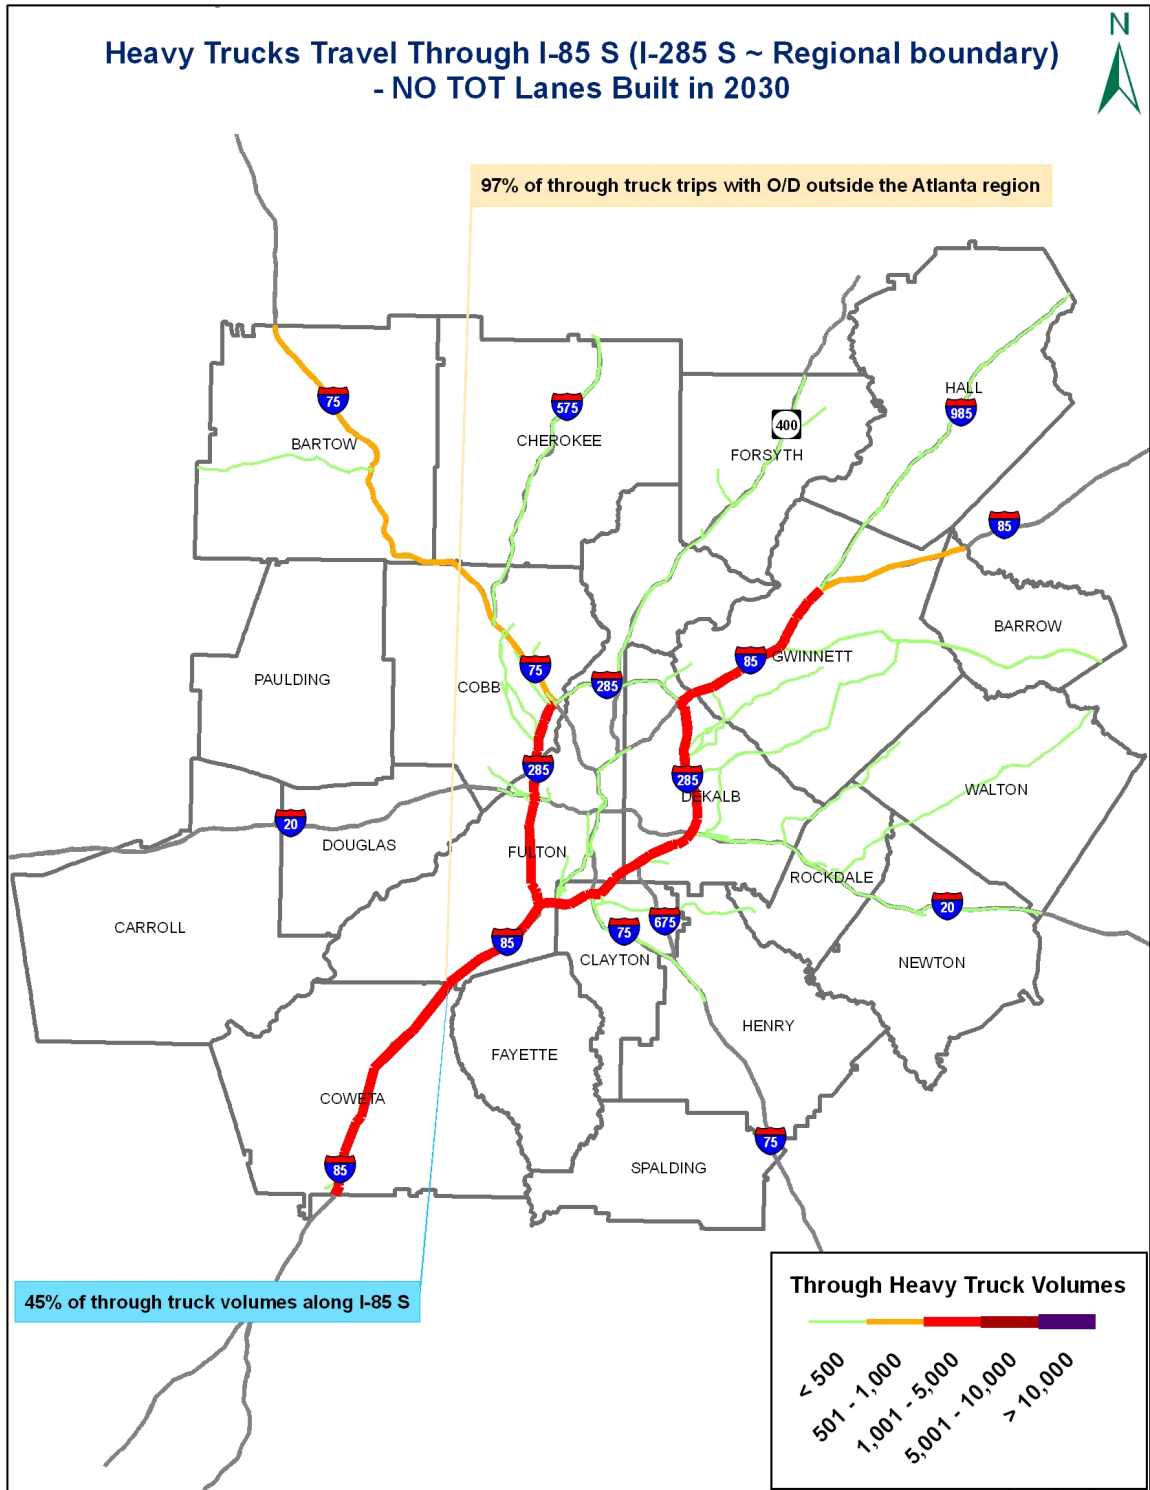 N
Heavy Trucks Travel Through I-85 S (I-285 S ~ Regional boundary)
- NO TOT Lanes Built in 2030
97% of through truck trips with O/D outside the Atlanta region
75
BARTOW
575
CHEROKEE
400
FORSYTH
HALL
985
85
BARROW
85
GWINNETT
PAULDING
COBB
75
285
285
285
DEKALB
WALTON
20
DOUGLAS
FULTON
ROCKDALE
20
CARROLL
85
75
675
CLAYTON
NEWTON
HENRY
FAYETTE
COWETA
85
75
SPALDING
45% of through truck volumes along I-85 S
Through Heavy Truck Volumes
< 500
501 - 1,000
1,001 - 5,000
5,001 - 10,000
> 10,000